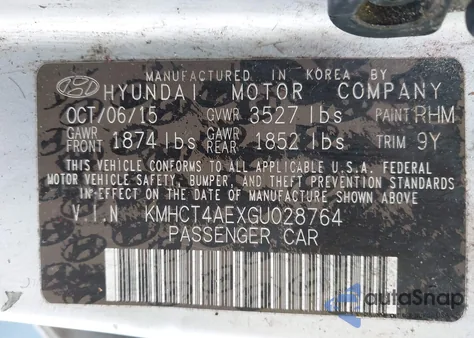 MANUFACTURED IN KOREA BY
HYUNDAI MOTOR COMPANY
OCT/06/15 GVWR 3527 lbs PAINT RHM
GAWR FRONT 1874 lbs GAWR REAR 1852 lbs TRIM 9Y
THIS VEHICLE CONFORMS TO ALL APPLICABLE U.S.A. FEDERAL
MOTOR VEHICLE SAFETY, BUMPER, AND THEFT PREVENTION STANDARDS
IN EFFECT ON THE DATE OF MANUFACTURE SHOWN ABOVE.
V.I.N KMHCT4AEXGU028764
PASSENGER CAR
autoSnap